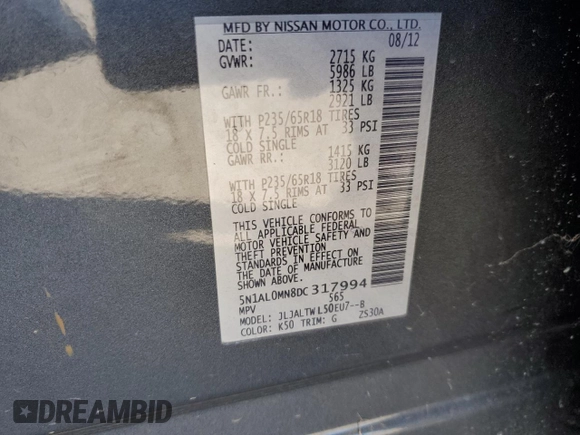 MFD BY NISSAN MOTOR CO., LTD.
DATE: 08/12
GVWR: 2715 KG
5986 LB
GAWR FR.: 1325 KG
2921 LB
WITH P235/65R18 TIRES
18 X 7.5 RIMS AT 33 PSI
COLD SINGLE
GAWR RR.: 1415 KG
3120 LB
WITH P235/65R18 TIRES
18 X 7.5 RIMS AT 33 PSI
COLD SINGLE
THIS VEHICLE CONFORMS TO
ALL APPLICABLE FEDERAL
MOTOR VEHICLE SAFETY AND
THEFT PREVENTION
STANDARDS IN EFFECT ON
THE DATE OF MANUFACTURE
SHOWN ABOVE
5N1AL0MN8DC317994
MPV 565
MODEL: JLJALTWL50EU7--B
COLOR: K50 TRIM: G ZS30A
DREAMBID